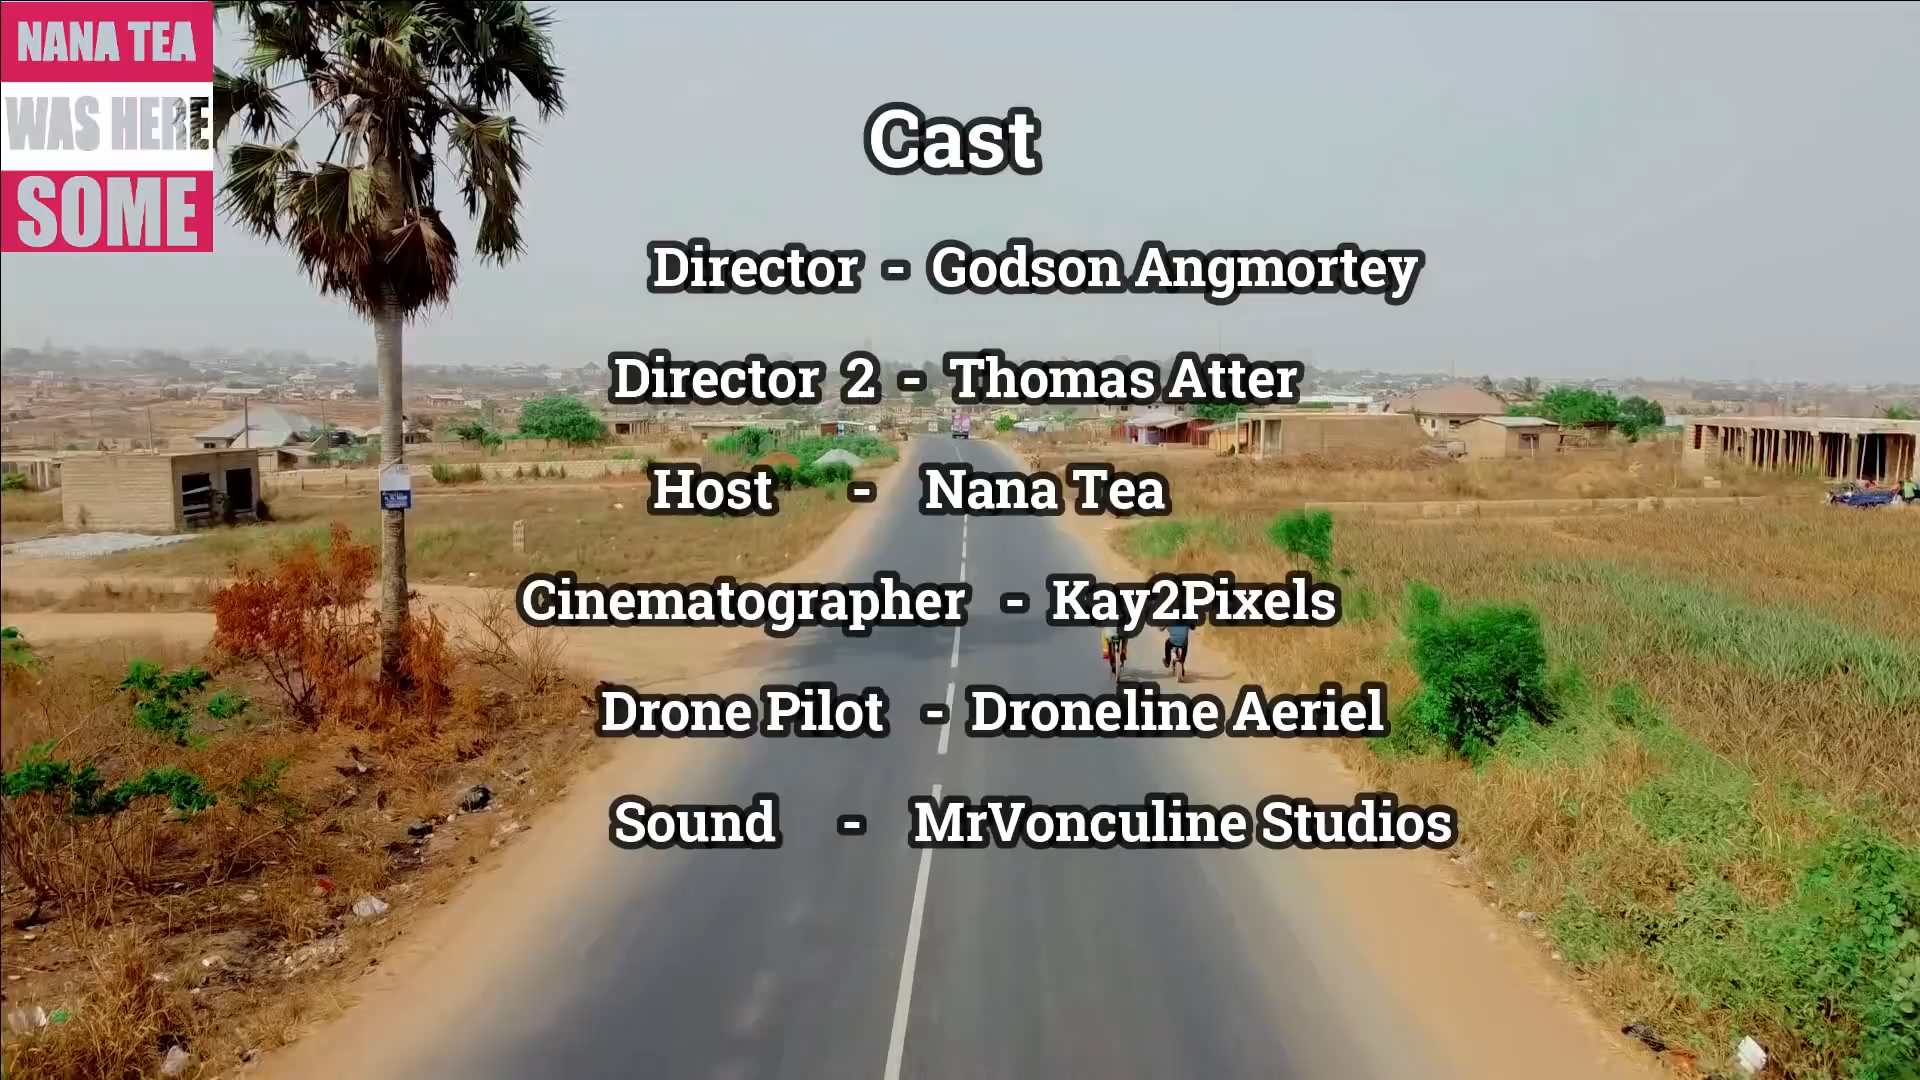 NANA TEA
WAS HERE
SOME
Cast
Director - Godson Angmortey
Director 2 - Thomas Atter
Host - Nana Tea
Cinematographer - Kay2Pixels
Drone Pilot - Droneline Aeriel
Sound - MrVonculine Studios